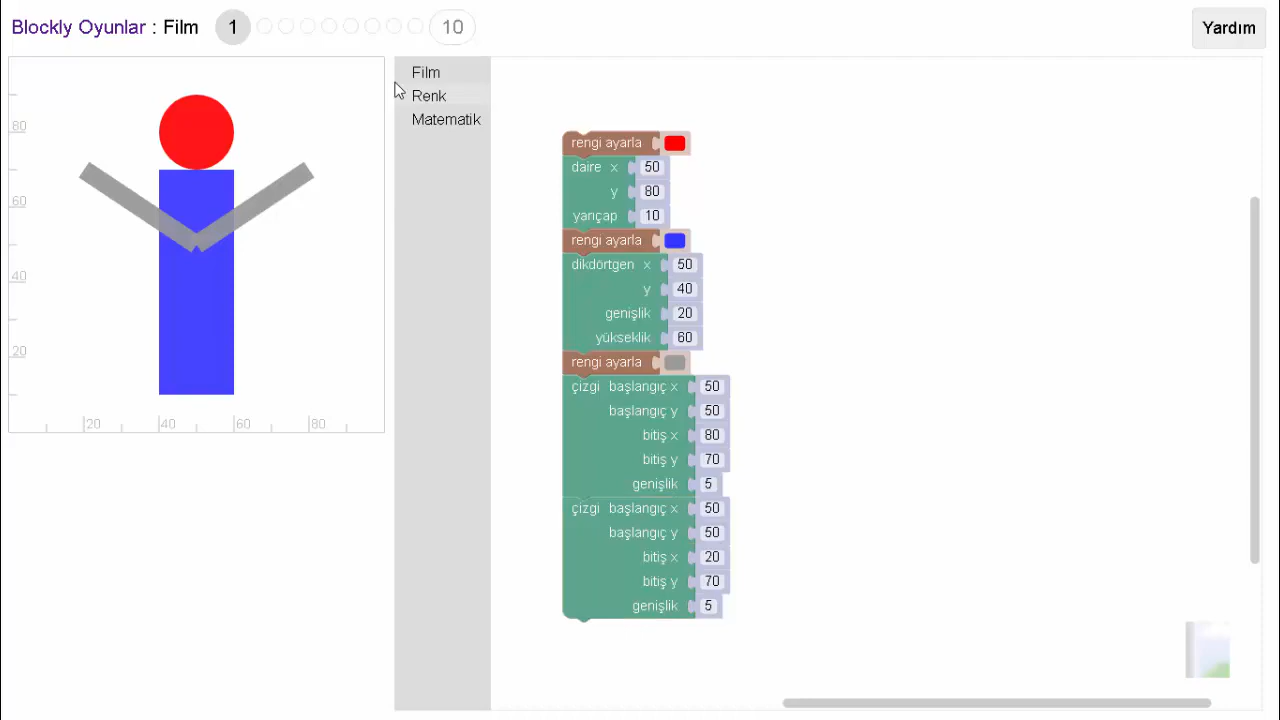 Blockly Oyunlar : Film 1 10 Yardım
80
60
40
20
20 40 60 80
Film
Renk
Matematik
rengi ayarla
daire x 50
y 80
yarıçap 10
rengi ayarla
dikdörtgen x 50
y 40
genişlik 20
yükseklik 60
rengi ayarla
çizgi başlangıç x 50
başlangıç y 50
bitiş x 80
bitiş y 70
genişlik 5
çizgi başlangıç x 50
başlangıç y 50
bitiş x 20
bitiş y 70
genişlik 5